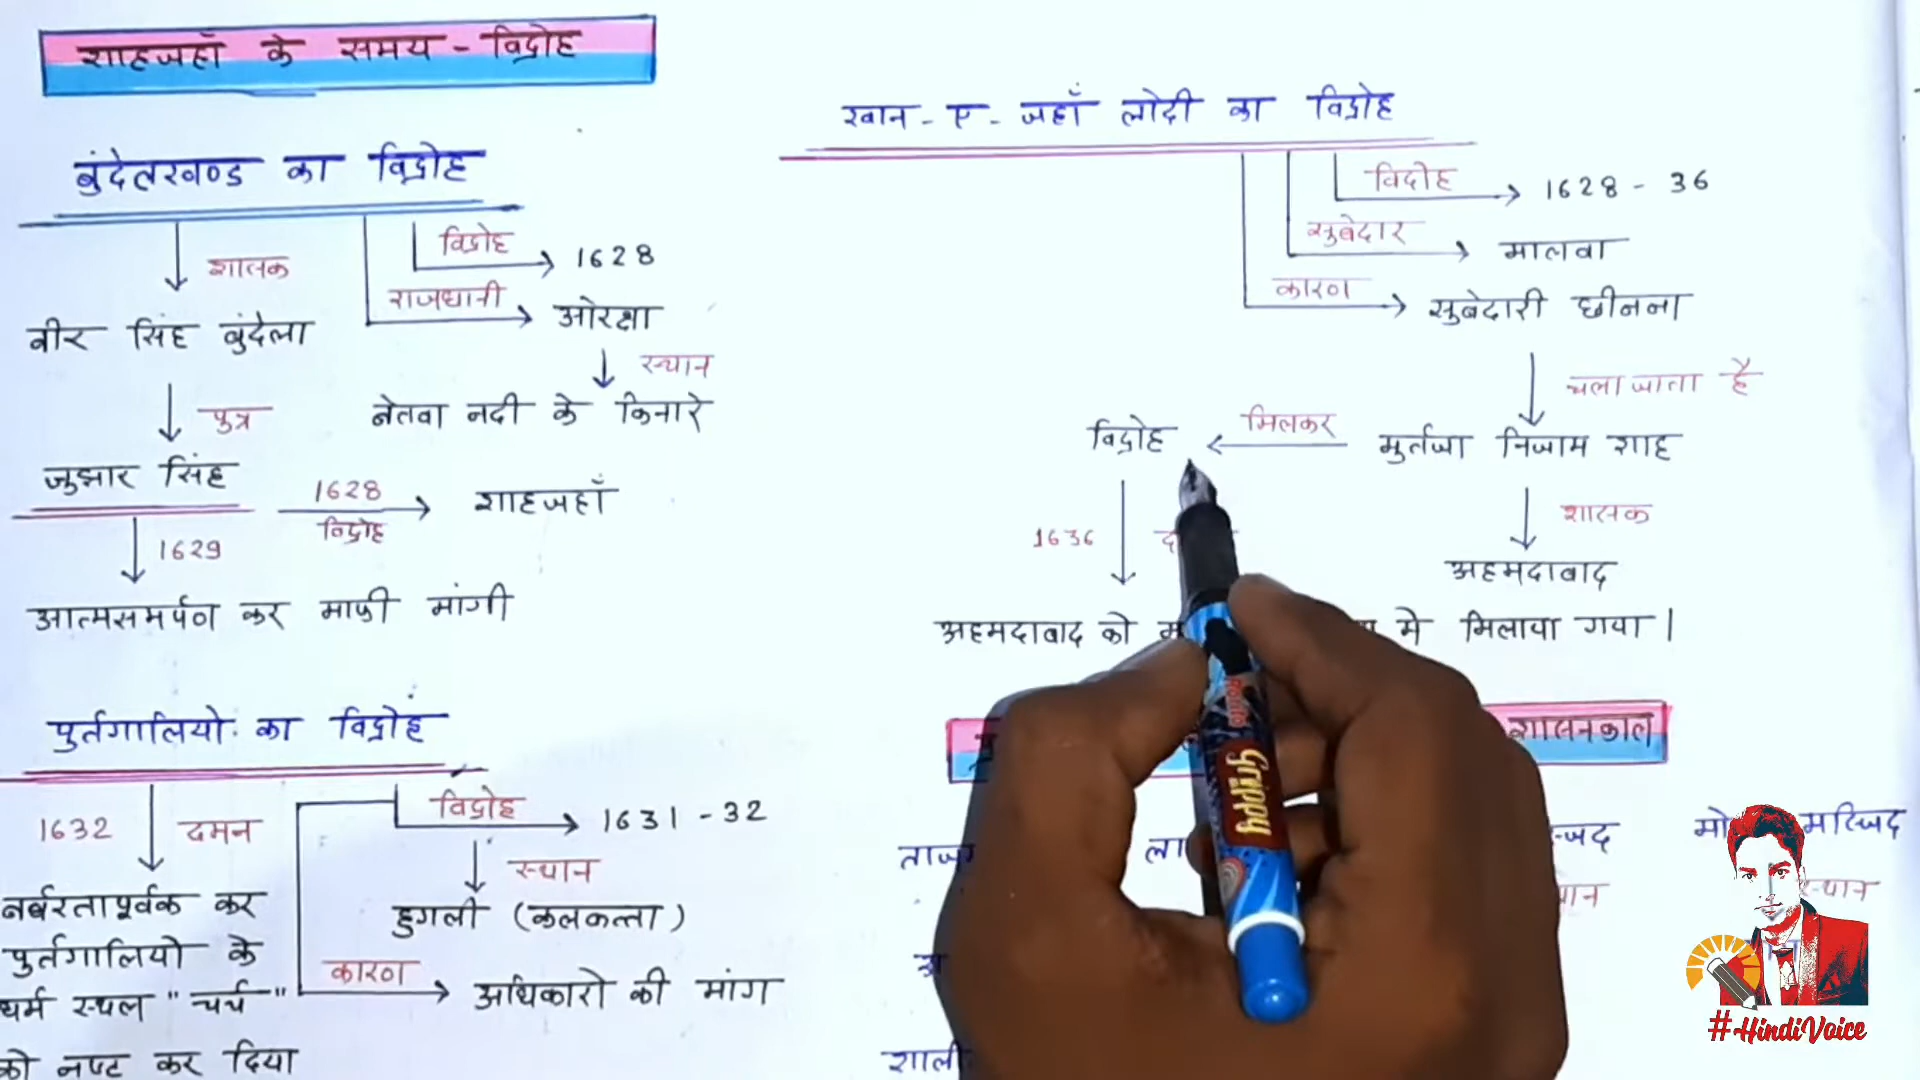 शाहजहाँ के समय - विद्रोह
बुंदेलखण्ड का विद्रोह
शासक
विद्रोह
1628
राजधानी
ओरक्षा
वीर सिंह बुंदेला
स्थान
पुत्र
बेतवा नदी के किनारे
जुझार सिंह
1628
विद्रोह
शाहजहाँ
1629
आत्मसमर्पण कर माफी मांगी
पुर्तगालियो का विद्रोह
1632
दमन
विद्रोह
1631 - 32
स्थान
बर्बरतापूर्वक कर
हुगली (कलकत्ता)
पुर्तगालियो के
कारण
अधिकारो की मांग
धर्म स्थल "चर्च"
को नष्ट कर दिया
खान - ए - जहाँ लोदी का विद्रोह
विद्रोह
1628 - 36
सुबेदार
मालवा
कारण
सुबेदारी छीनना
चला जाता है
विद्रोह
मिलकर
मुर्तजा निजाम शाह
1636
शासक
अहमदाबाद
अहमदाबाद को में मिलाया गया |
शासनकाल
मस्जिद
स्थान
#HindiVoice
Grippy